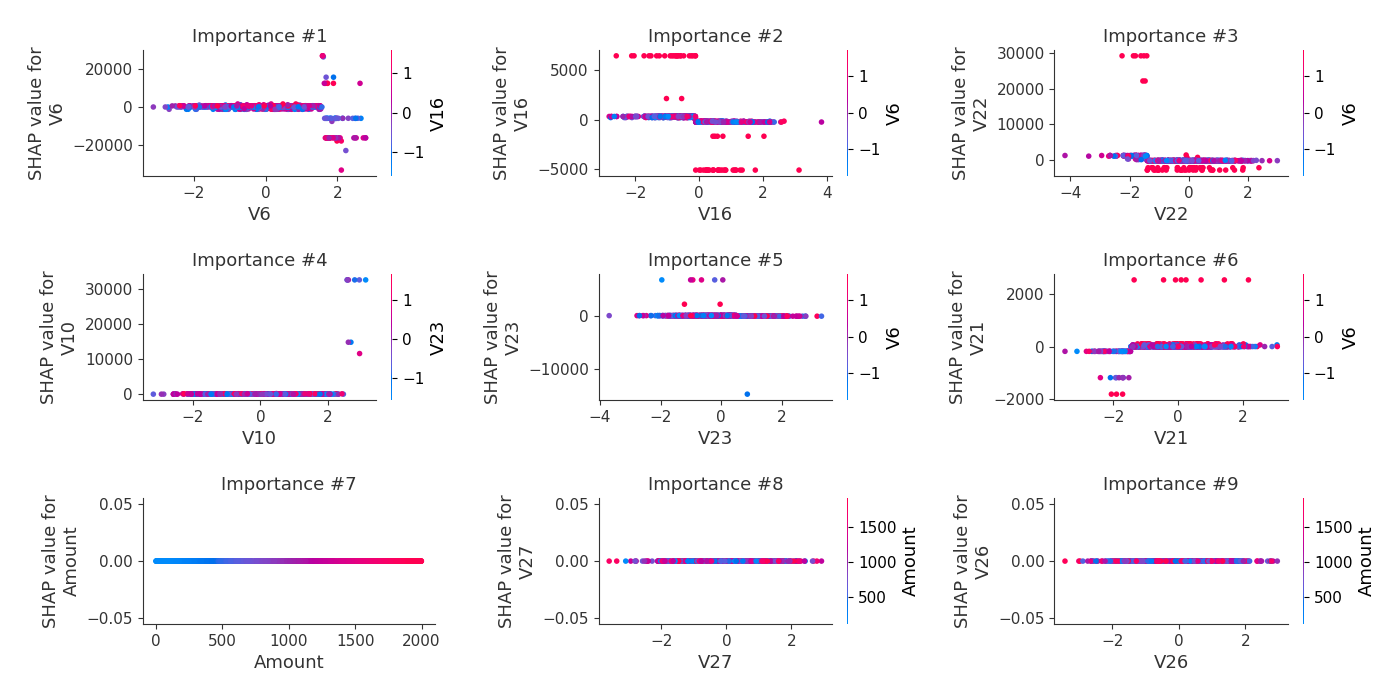 Importance #1
SHAP value for
V6
20000
0
−20000
−2
0
2
V6
1
0
−1
V16
Importance #2
SHAP value for
V16
5000
0
−5000
−2
0
2
4
V16
1
0
−1
V6
Importance #3
SHAP value for
V22
30000
20000
10000
0
−4
−2
0
2
V22
1
0
−1
V6
Importance #4
SHAP value for
V10
30000
20000
10000
0
−2
0
2
V10
1
0
−1
V23
Importance #5
SHAP value for
V23
0
−10000
−4
−2
0
2
V23
1
0
−1
V6
Importance #6
SHAP value for
V21
2000
0
−2000
−2
0
2
V21
1
0
−1
V6
Importance #7
SHAP value for
Amount
0.05
0.00
−0.05
0
500
1000
1500
2000
Amount
Importance #8
SHAP value for
V27
0.05
0.00
−0.05
−2
0
2
V27
1500
1000
500
Amount
Importance #9
SHAP value for
V26
0.05
0.00
−0.05
−2
0
2
V26
1500
1000
500
Amount